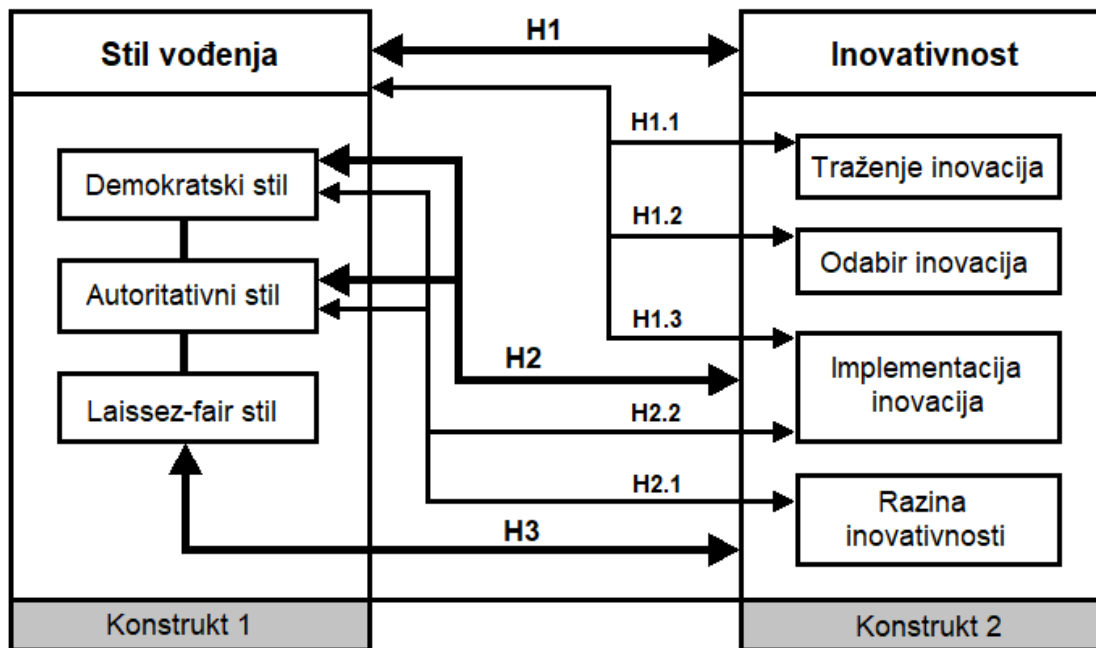 Stil vođenja
Demokratski stil
Autoritativni stil
Laissez-fair stil
Konstrukt 1
H1
H1.1
H1.2
H1.3
H2
H2.2
H2.1
H3
Inovativnost
Traženje inovacija
Odabir inovacija
Implementacija
inovacija
Razina
inovativnosti
Konstrukt 2